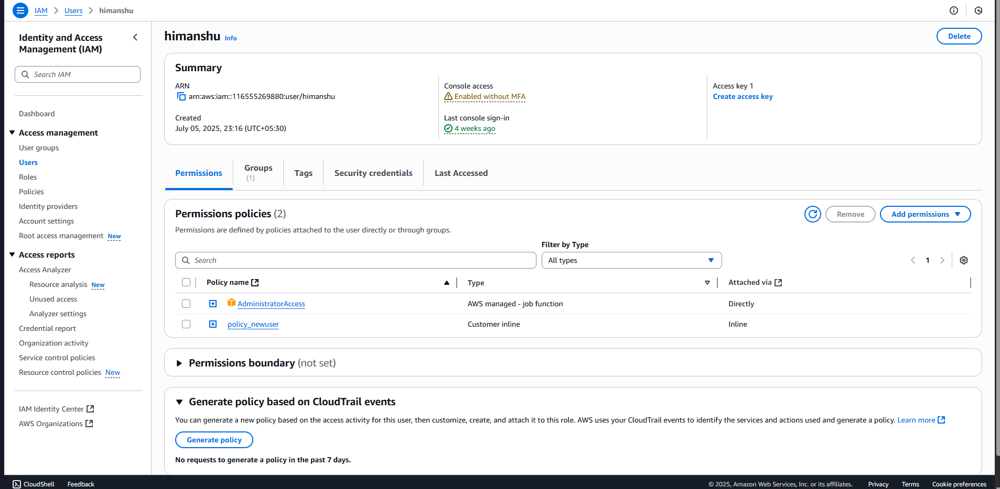 IAM > Users > himanshu
Identity and Access
Management (IAM)
Search IAM
Dashboard
Access management
User groups
Users
Roles
Policies
Identity providers
Account settings
Root access management New
Access reports
Access Analyzer
Resource analysis New
Unused access
Analyzer settings
Credential report
Organization activity
Service control policies
Resource control policies New
IAM Identity Center
AWS Organizations
himanshu Info
Delete
Summary
ARN
arn:aws:iam::116555269880:user/himanshu
Created
July 05, 2025, 23:16 (UTC+05:30)
Console access
Enabled without MFA
Last console sign-in
4 weeks ago
Access key 1
Create access key
Permissions
Groups
(1)
Tags
Security credentials
Last Accessed
Permissions policies (2)
Remove
Add permissions
Permissions are defined by policies attached to the user directly or through groups.
Filter by Type
Search
All types
1
Policy name Type Attached via
AdministratorAccess AWS managed - job function Directly
policy_newuser Customer inline Inline
Permissions boundary (not set)
Generate policy based on CloudTrail events
You can generate a new policy based on the access activity for this user, then customize, create, and attach it to this role. AWS uses your CloudTrail events to identify the services and actions used and generate a policy. Learn more
Generate policy
No requests to generate a policy in the past 7 days.
CloudShell Feedback © 2025, Amazon Web Services, Inc. or its affiliates. Privacy Terms Cookie preferences